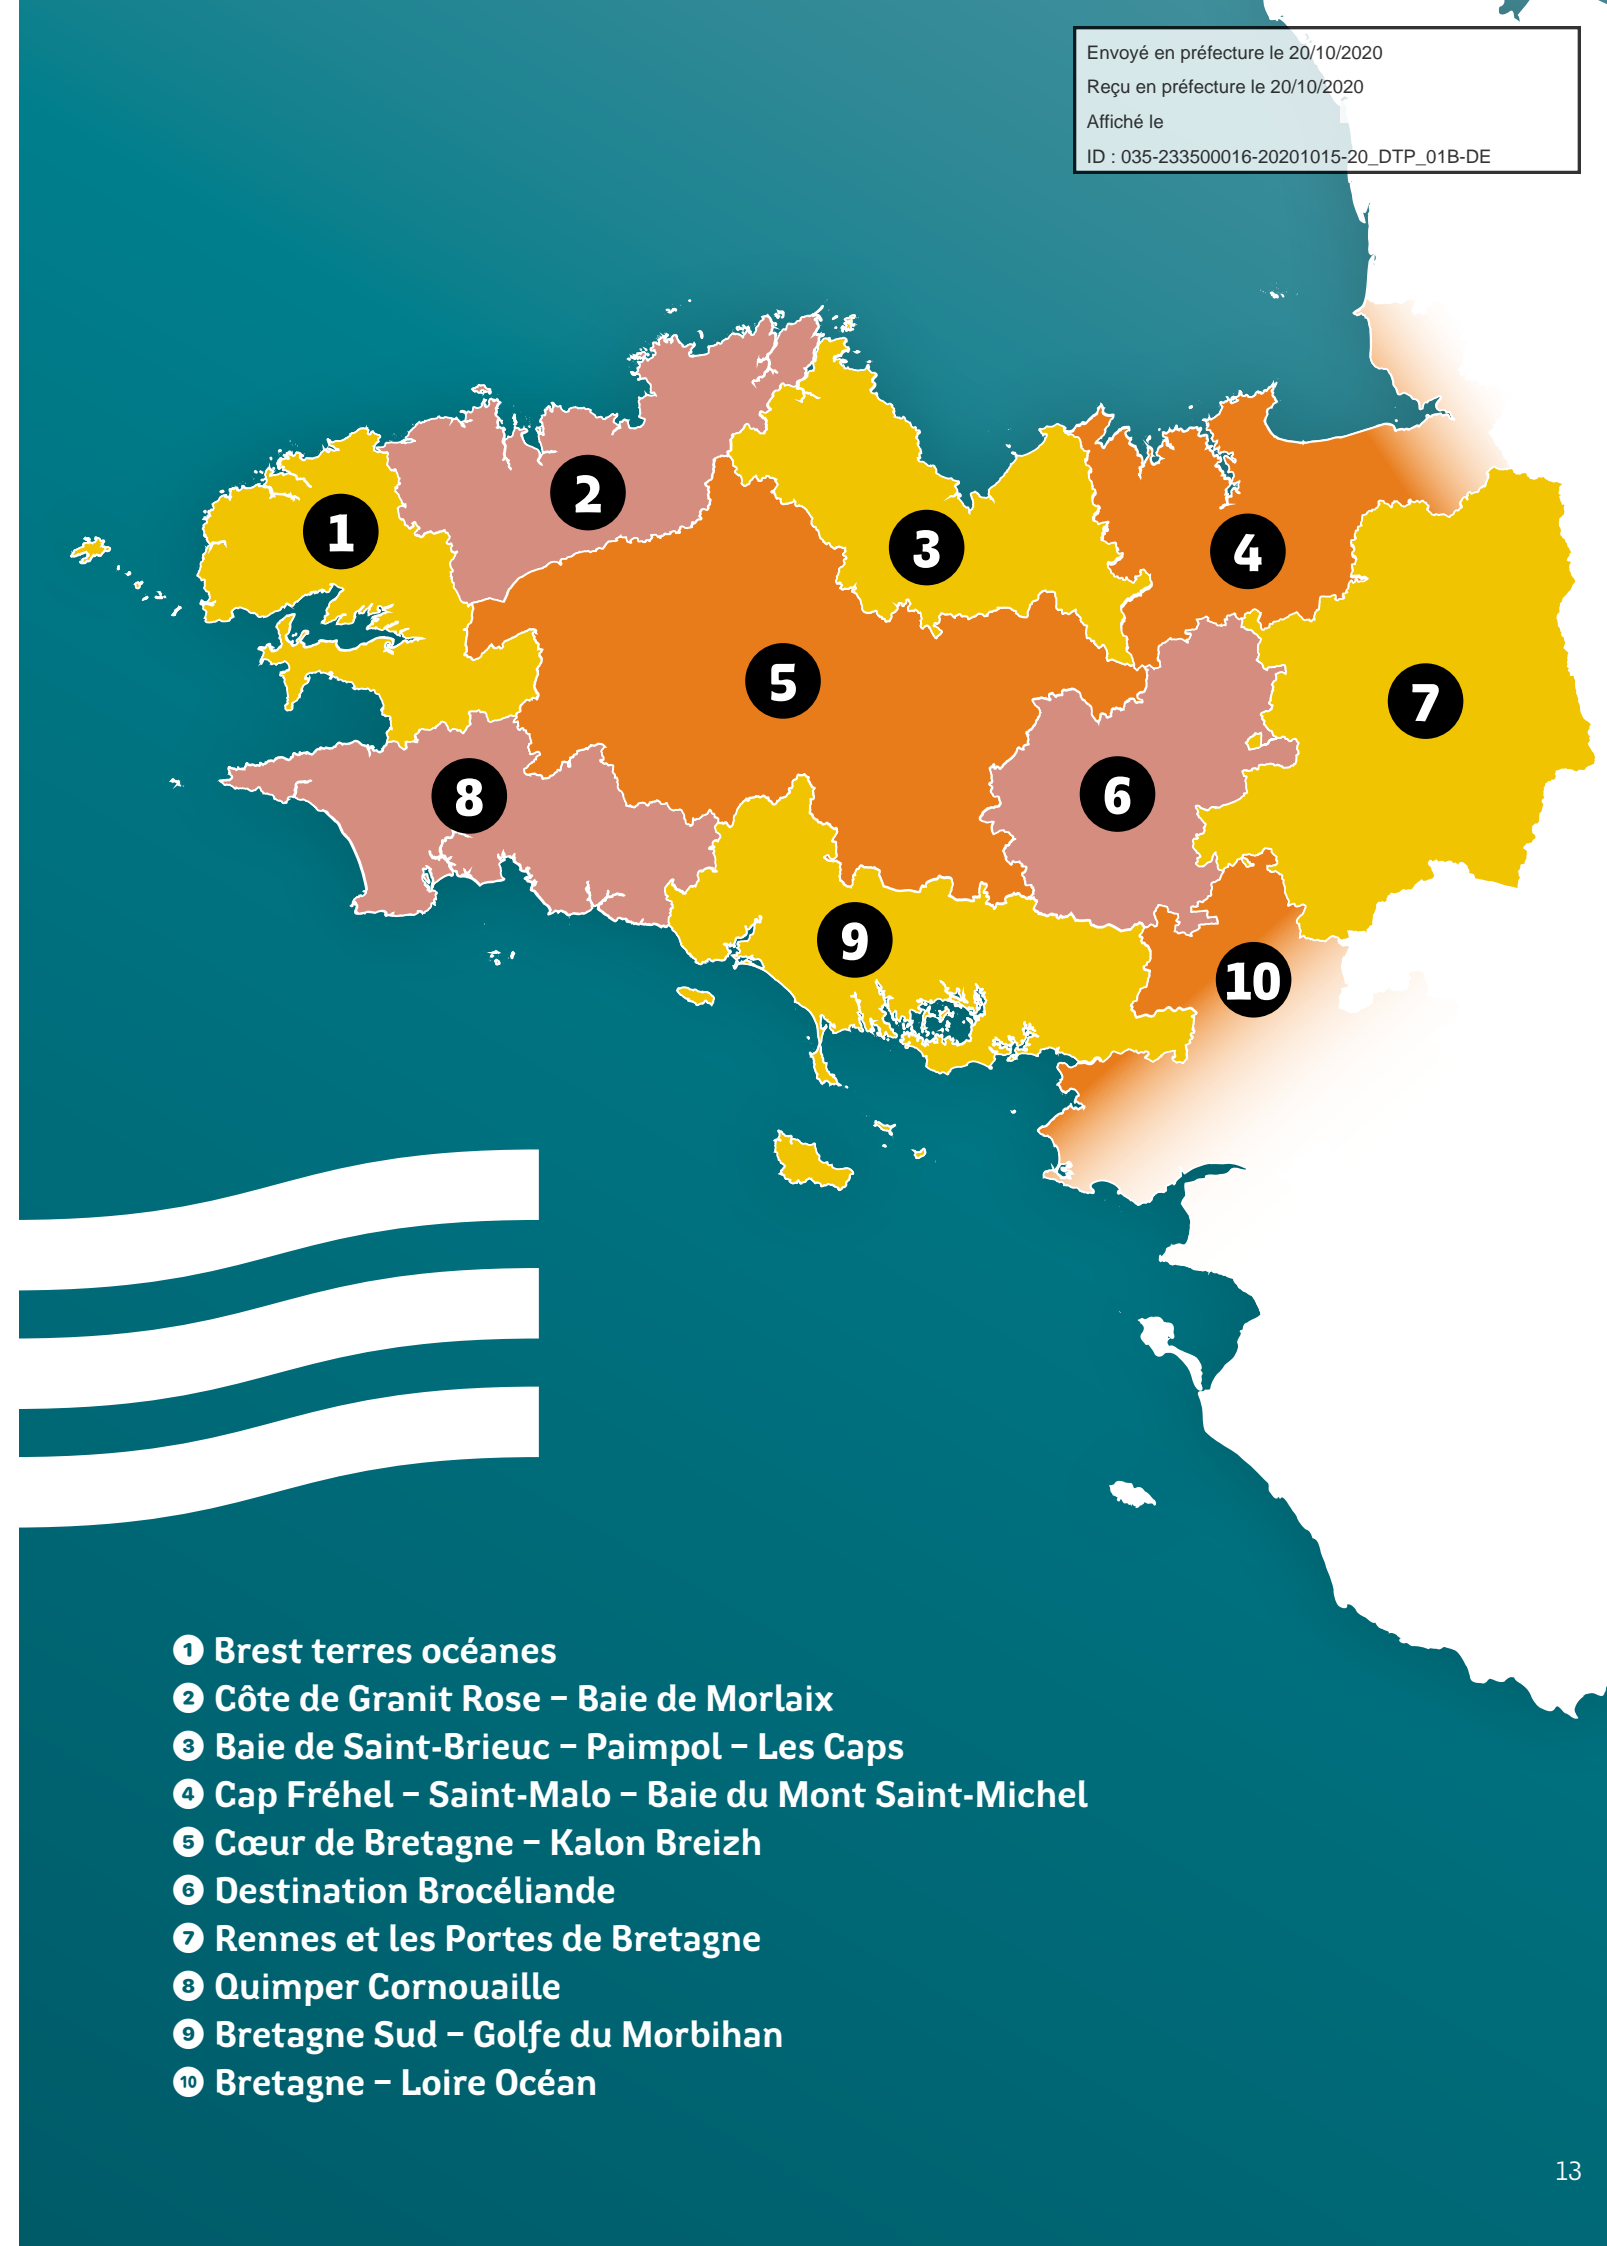 Envoyé en préfecture le 20/10/2020
Reçu en préfecture le 20/10/2020
Affiché le
ID : 035-233500016-20201015-20_DTP_01B-DE
1
2
3
4
5
6
7
8
9
10
1 Brest terres océanes
2 Côte de Granit Rose – Baie de Morlaix
3 Baie de Saint-Brieuc – Paimpol – Les Caps
4 Cap Fréhel – Saint-Malo – Baie du Mont Saint-Michel
5 Cœur de Bretagne – Kalon Breizh
6 Destination Brocéliande
7 Rennes et les Portes de Bretagne
8 Quimper Cornouaille
9 Bretagne Sud – Golfe du Morbihan
10 Bretagne – Loire Océan
13